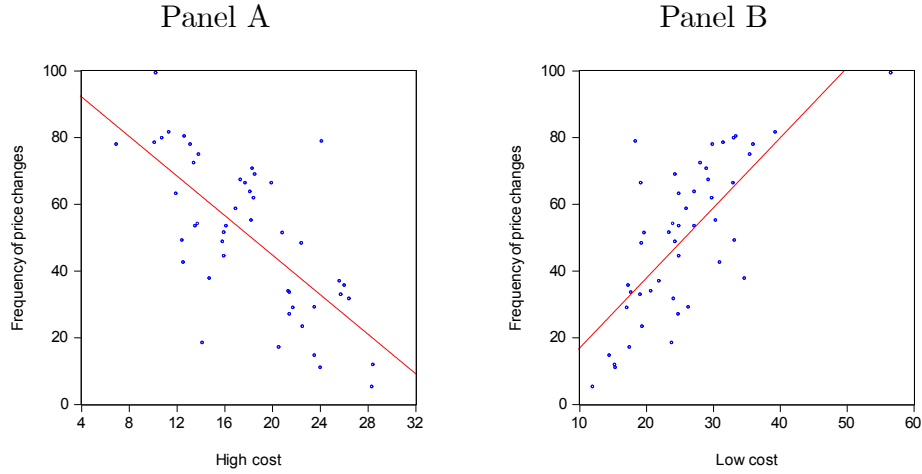 Panel A
Panel B
100
80
60
40
20
0
Frequency of price changes
4 8 12 16 20 24 28 32
High cost
100
80
60
40
20
0
Frequency of price changes
10 20 30 40 50 60
Low cost